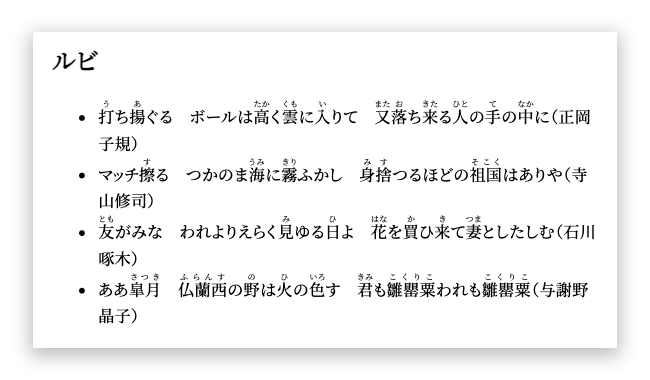 ルビ
う あ たか くも い また お きた ひと て なか
• 打ち揚ぐる　ボールは高く雲に入りて　又落ち来る人の手の中に（正岡
子規）
す うみ きり み す そこく
• マッチ擦る　つかのま海に霧ふかし　身捨つるほどの祖国はありや（寺
山修司）
とも み ひ はな か き つま
• 友がみな　われよりえらく見ゆる日よ　花を買ひ来て妻としたしむ（石川
啄木）
さつき ふらんす の ひ いろ きみ こくりこ こくりこ
• ああ皐月　仏蘭西の野は火の色す　君も雛罌粟われも雛罌粟（与謝野
晶子）